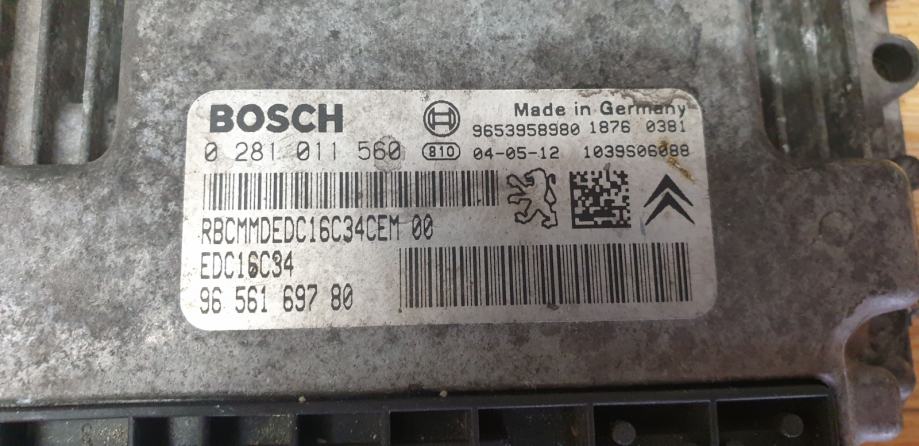 BOSCH
Made in Germany
9653958980 1876 0381
0 281 011 560 810 04-05-12 1039S06088
RBCMMDEDC16C34CEM 00
EDC16C34
96 561 697 80